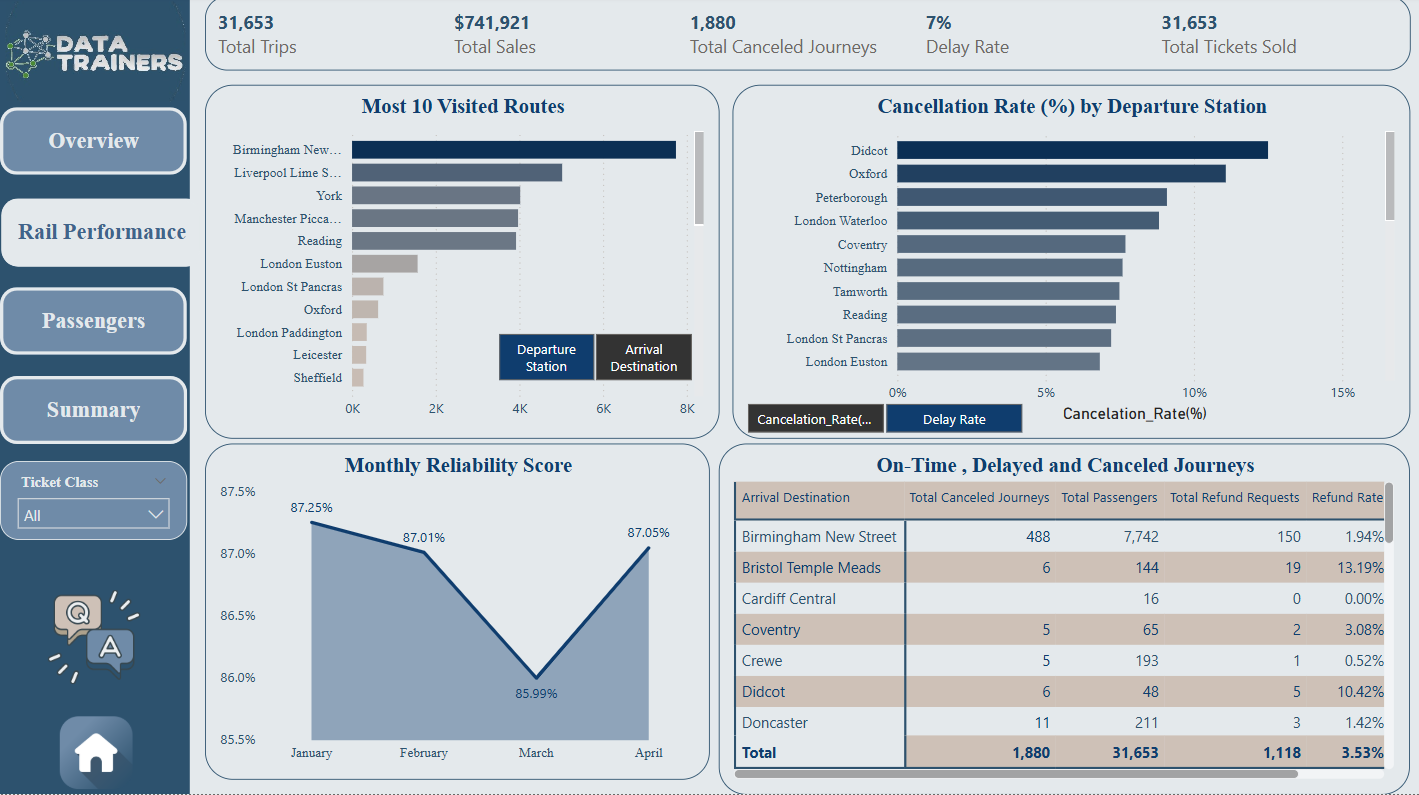 DATA
TRAINERS
Overview
Rail Performance
Passengers
Summary
Ticket Class
All
Q
A
31,653
Total Trips
$741,921
Total Sales
1,880
Total Canceled Journeys
7%
Delay Rate
31,653
Total Tickets Sold
Most 10 Visited Routes
Birmingham New…
Liverpool Lime S…
York
Manchester Picca…
Reading
London Euston
London St Pancras
Oxford
London Paddington
Leicester
Sheffield
Departure
Station
Arrival
Destination
0K 2K 4K 6K 8K
Cancellation Rate (%) by Departure Station
Didcot
Oxford
Peterborough
London Waterloo
Coventry
Nottingham
Tamworth
Reading
London St Pancras
London Euston
0% 5% 10% 15%
Cancelation_Rate(%)
Cancelation_Rate(...
Delay Rate
Monthly Reliability Score
87.5%
87.0%
86.5%
86.0%
85.5%
87.25%
87.01%
85.99%
87.05%
January February March April
On-Time , Delayed and Canceled Journeys
Arrival Destination Total Canceled Journeys Total Passengers Total Refund Requests Refund Rate
Birmingham New Street 488 7,742 150 1.94%
Bristol Temple Meads 6 144 19 13.19%
Cardiff Central 16 0 0.00%
Coventry 5 65 2 3.08%
Crewe 5 193 1 0.52%
Didcot 6 48 5 10.42%
Doncaster 11 211 3 1.42%
Total 1,880 31,653 1,118 3.53%